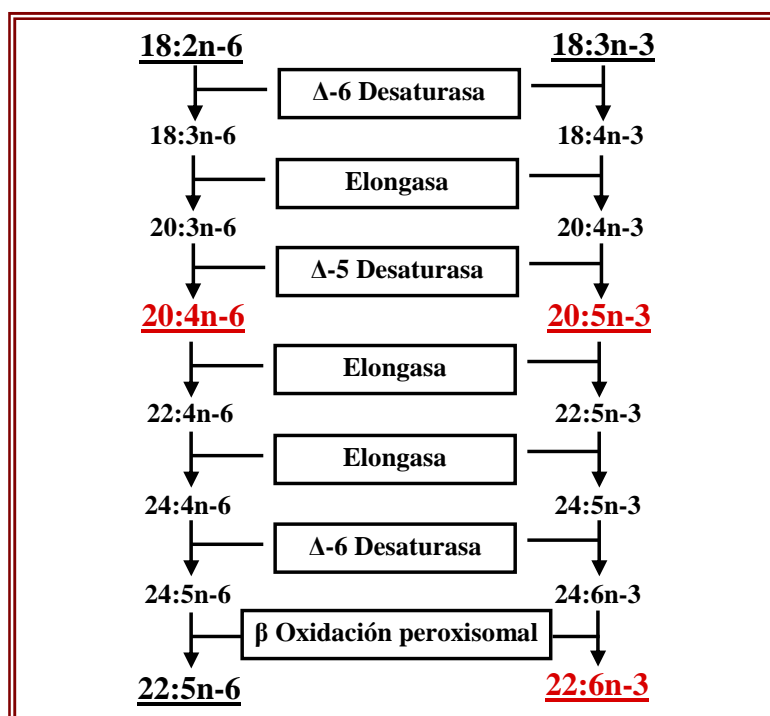 18:2n-6 18:3n-3
Δ-6 Desaturasa
18:3n-6 18:4n-3
Elongasa
20:3n-6 20:4n-3
Δ-5 Desaturasa
20:4n-6 20:5n-3
Elongasa
22:4n-6 22:5n-3
Elongasa
24:4n-6 24:5n-3
Δ-6 Desaturasa
24:5n-6 24:6n-3
β Oxidación peroxisomal
22:5n-6 22:6n-3